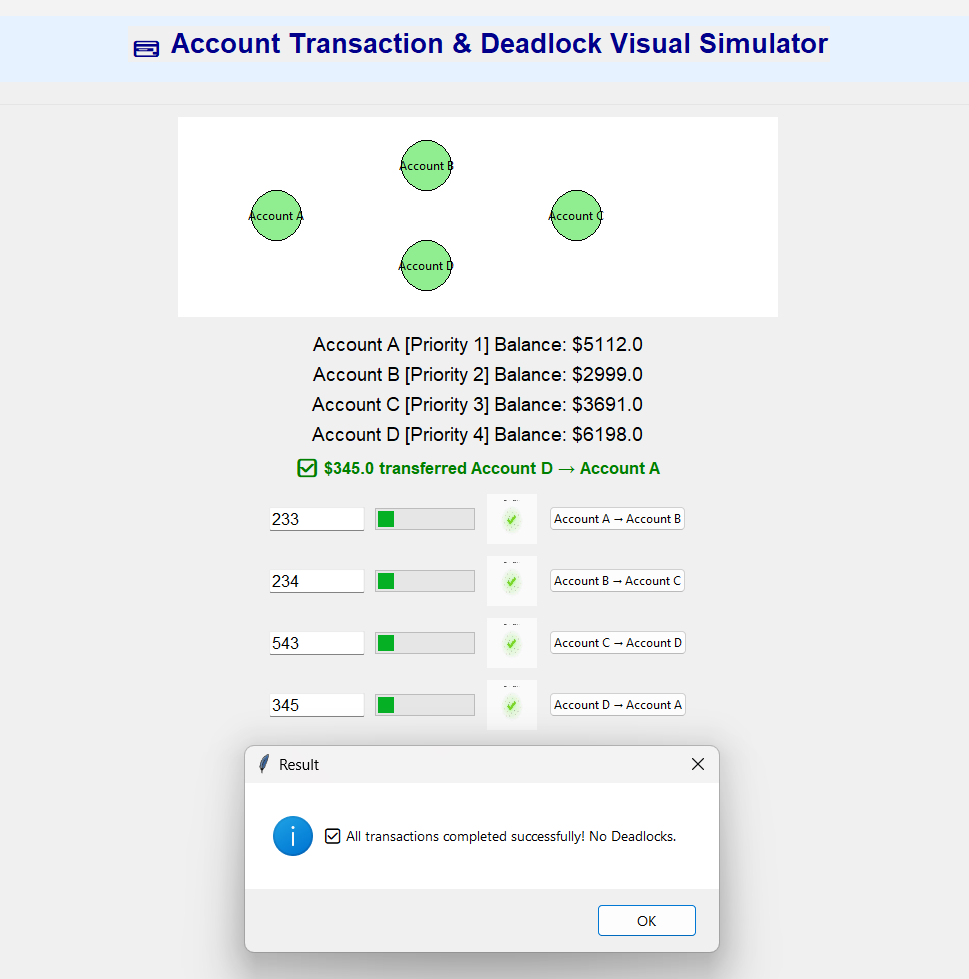 Account Transaction & Deadlock Visual Simulator
Account B
Account A
Account C
Account D
Account A [Priority 1] Balance: $5112.0
Account B [Priority 2] Balance: $2999.0
Account C [Priority 3] Balance: $3691.0
Account D [Priority 4] Balance: $6198.0
$345.0 transferred Account D → Account A
233 Account A → Account B
234 Account B → Account C
543 Account C → Account D
345 Account D → Account A
Result
All transactions completed successfully! No Deadlocks.
OK